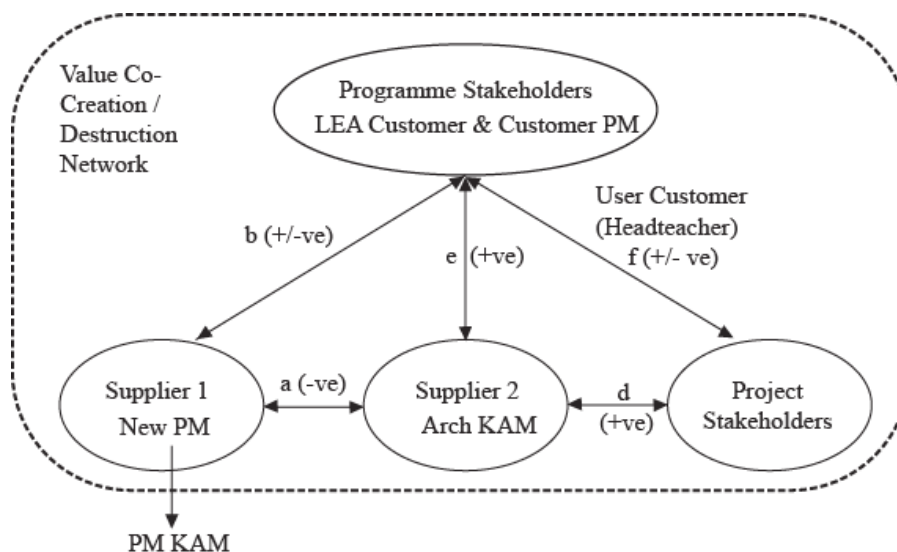 Value Co-
Creation /
Destruction
Network
Programme Stakeholders
LEA Customer & Customer PM
User Customer
(Headteacher)
f (+/- ve)
b (+/-ve)
e (+ve)
Supplier 1
New PM
a (-ve)
Supplier 2
Arch KAM
d
(+ve)
Project
Stakeholders
PM KAM